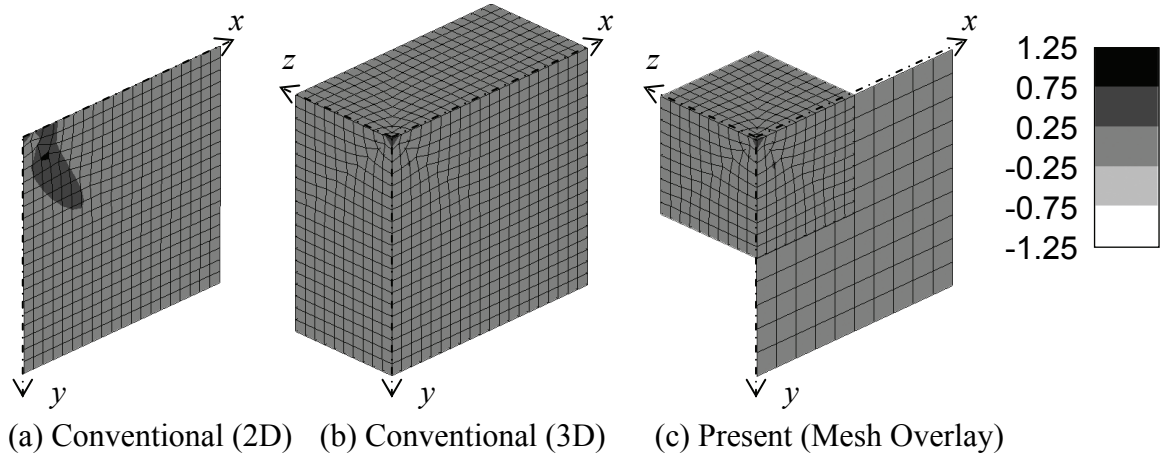 x
z
y
z
x
y
z
x
y
1.25
0.75
0.25
-0.25
-0.75
-1.25
(a) Conventional (2D) (b) Conventional (3D) (c) Present (Mesh Overlay)